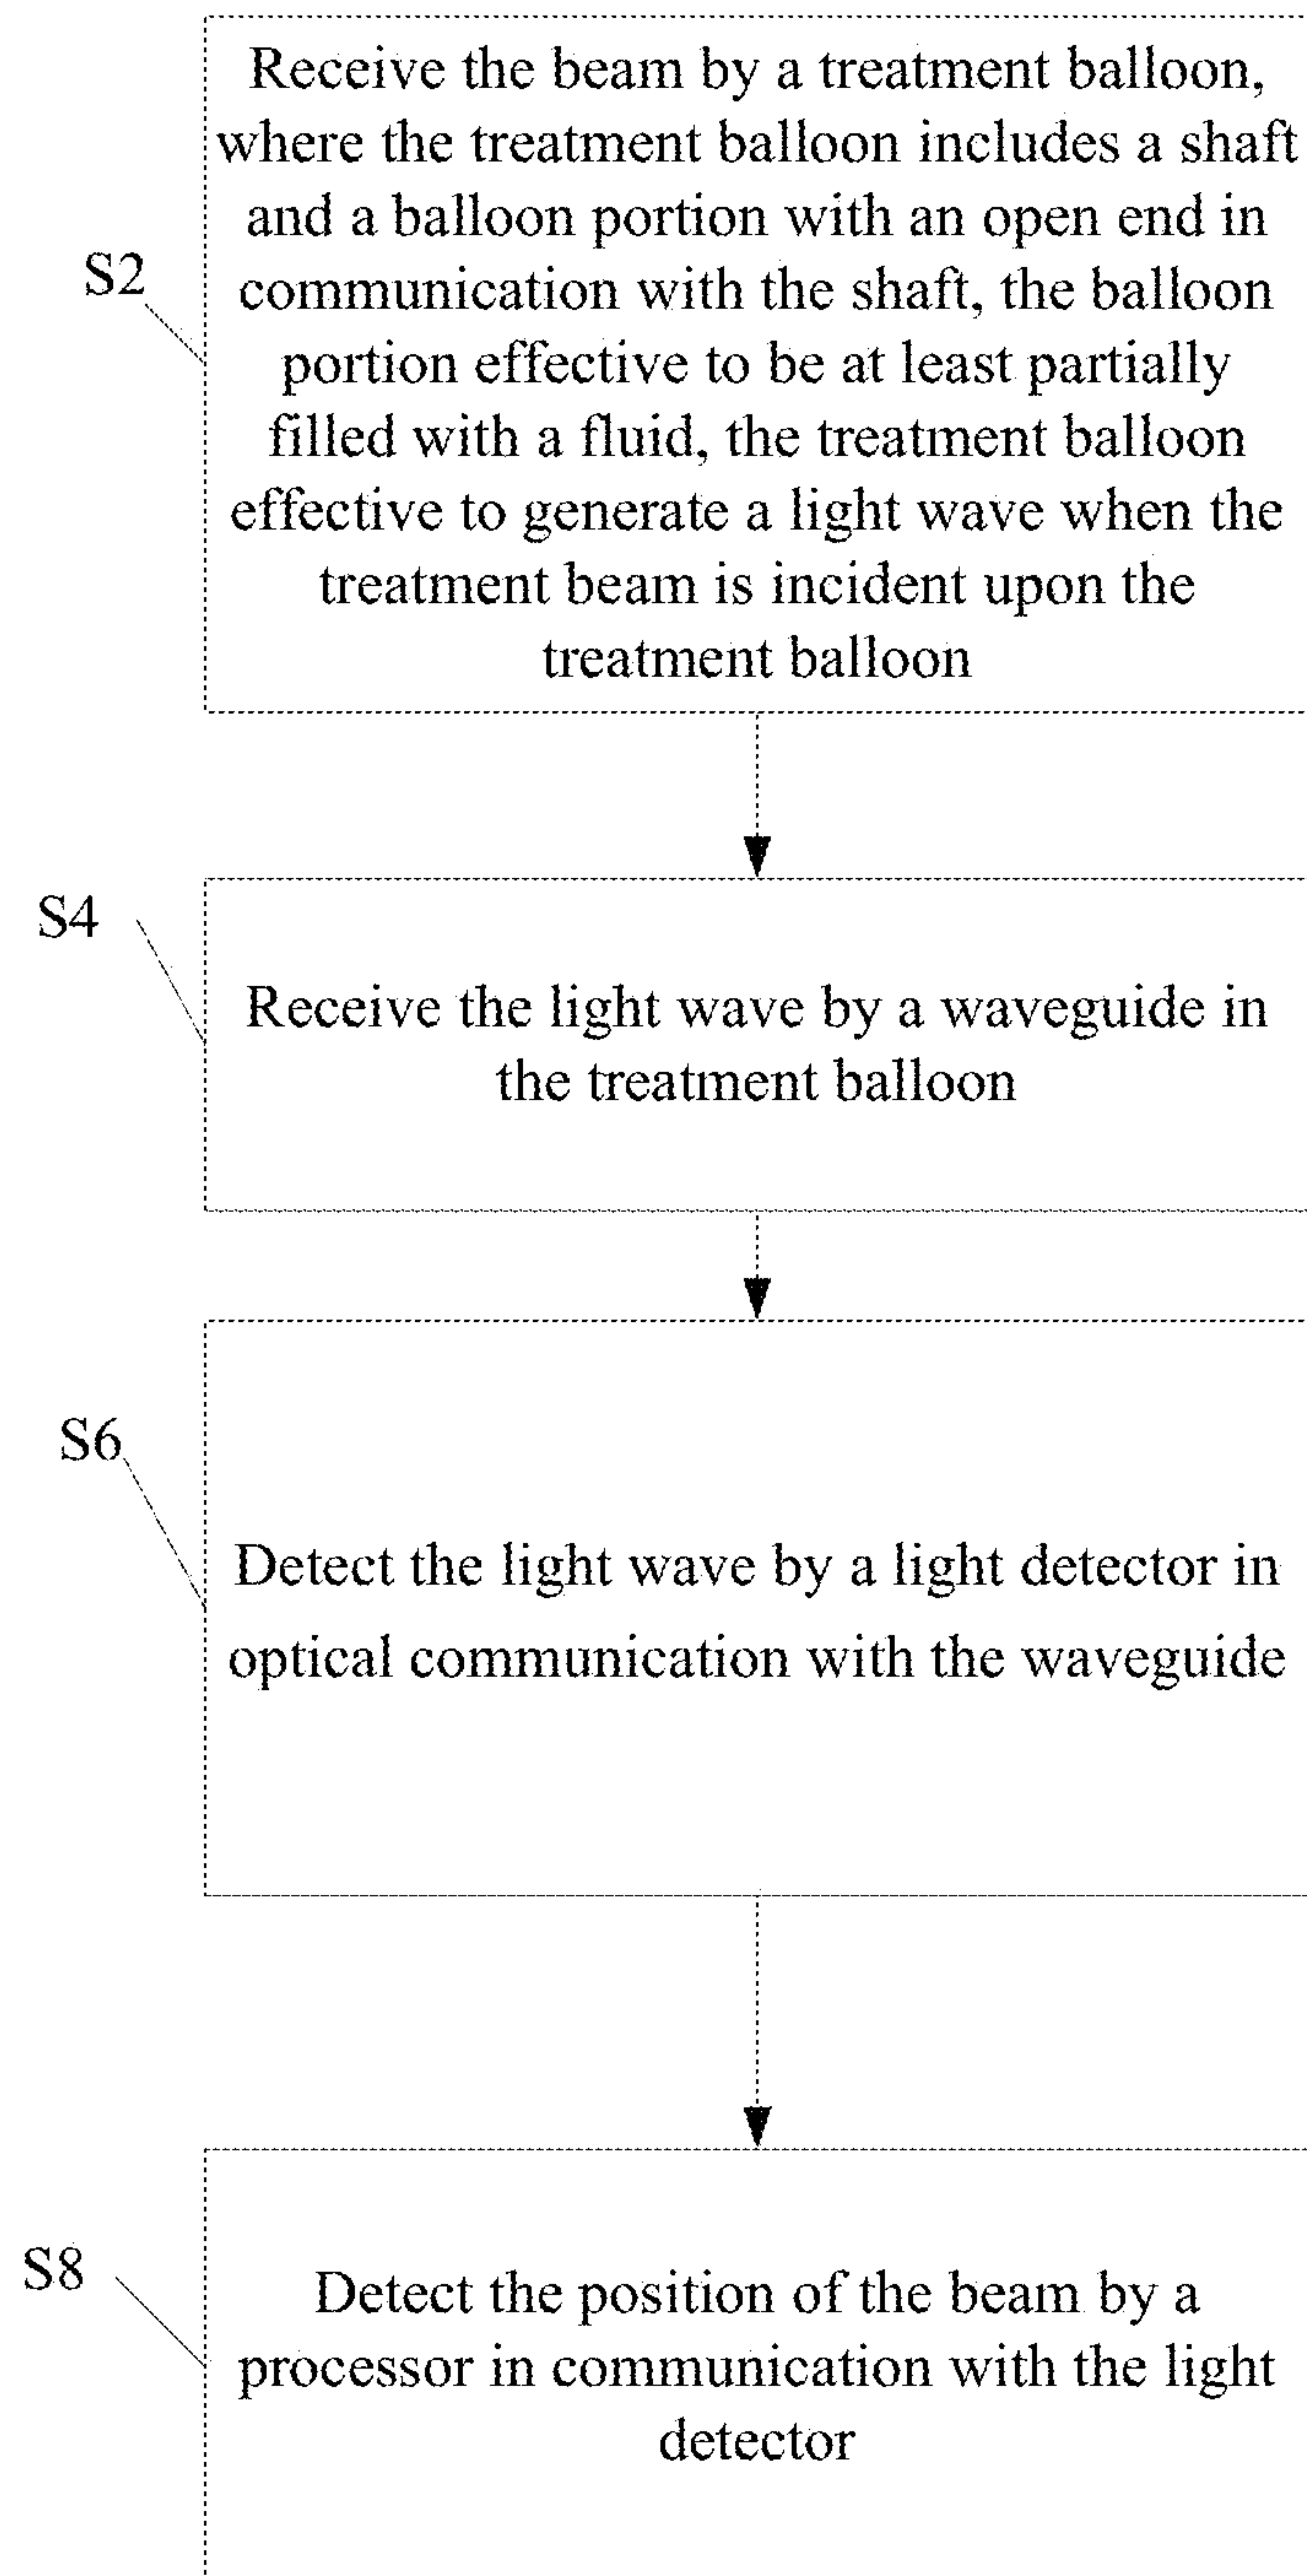 Receive the beam by a treatment balloon,
where the treatment balloon includes a shaft
and a balloon portion with an open end in
S2
communication with the shaft, the balloon
portion effective to be at least partially
filled with a fluid, the treatment balloon
effective to generate a light wave when the
treatment beam is incident upon the
treatment balloon
S4
Receive the light wave by a waveguide in
the treatment balloon
S6
Detect the light wave by a light detector in
optical communication with the waveguide
S8
Detect the position of the beam by a
processor in communication with the light
detector